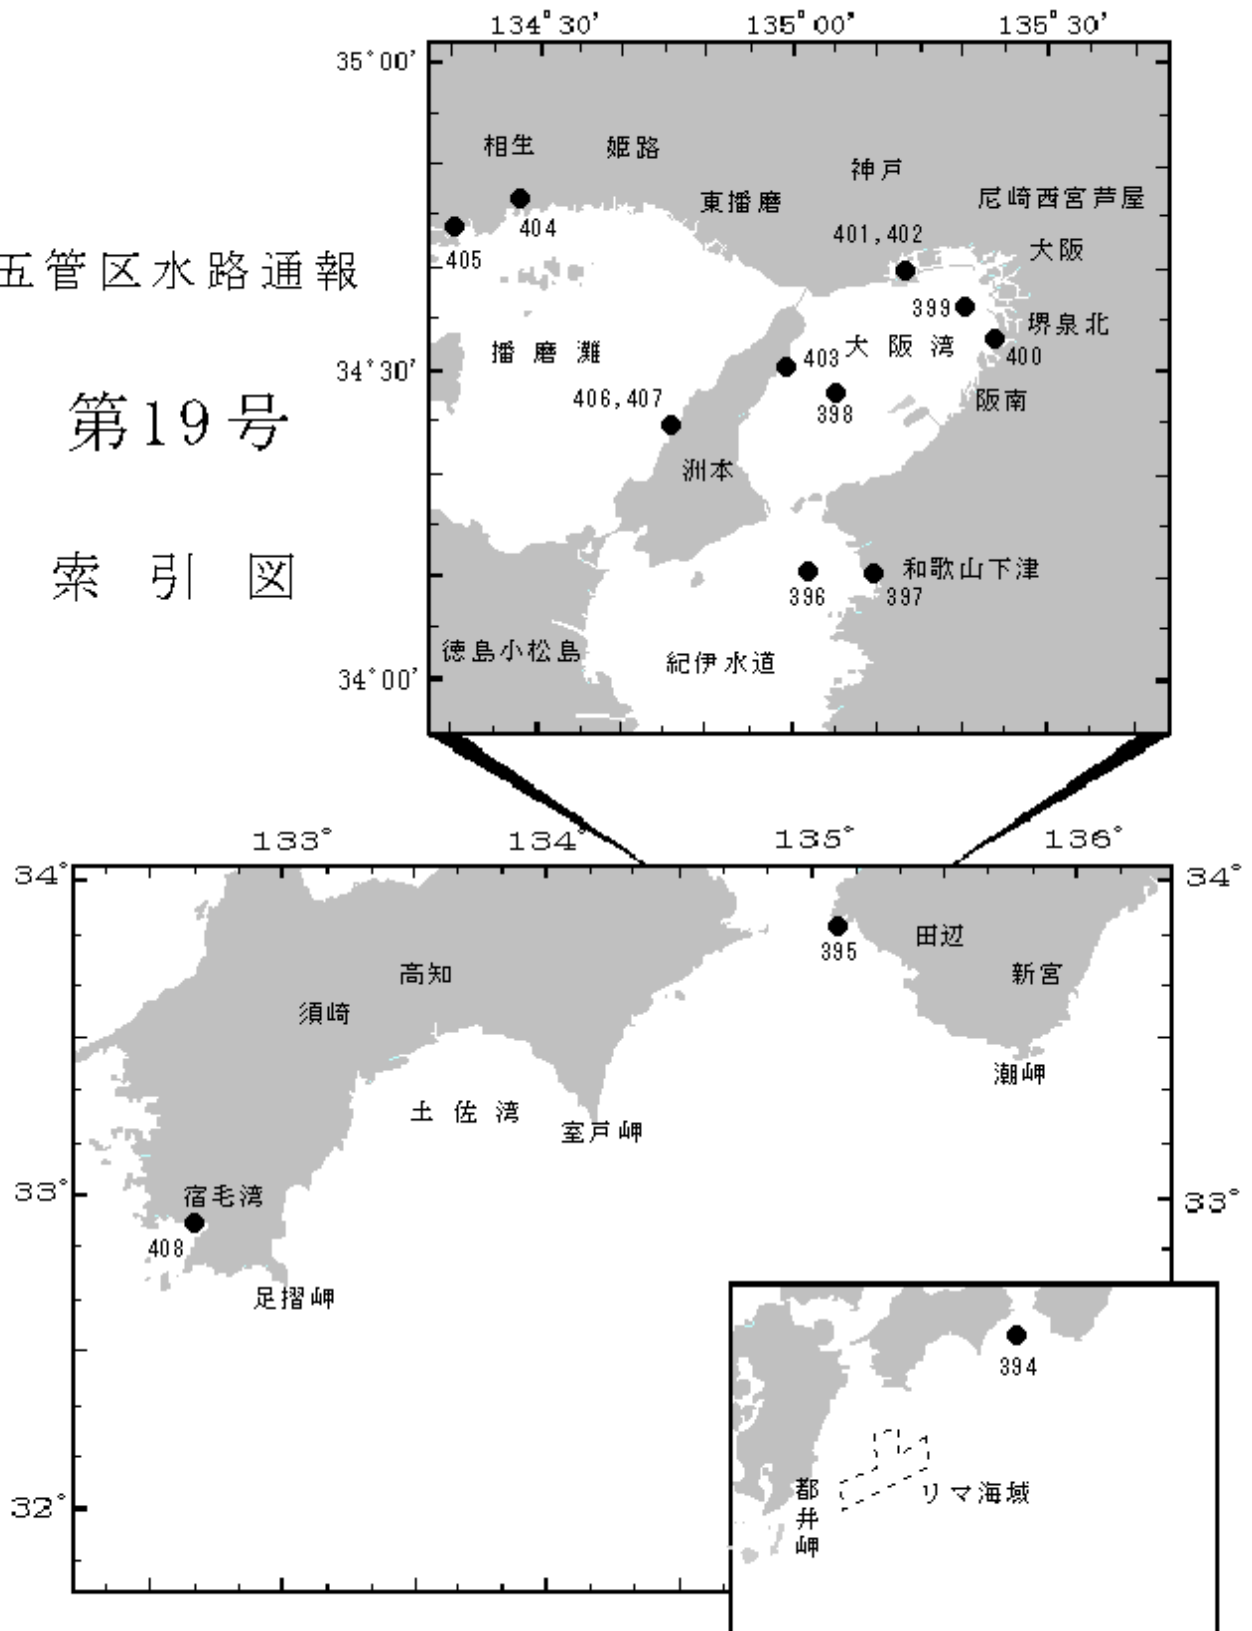 五管区水路通報
第19号
索引図
134°30' 135°00' 135°30'
35°00'
34°30'
34°00'
相生
姫路
神戸
東播磨
尼崎西宮芦屋
404
405
401,402
大阪
399
堺泉北
400
播磨灘
403
大阪湾
398
阪南
406,407
洲本
396
397
和歌山下津
徳島小松島
紀伊水道
133° 134° 135° 136°
34°
34°
33°
33°
32°
395
田辺
新宮
高知
須崎
潮岬
土佐湾
室戸岬
宿毛湾
408
足摺岬
394
リマ海域
都井岬